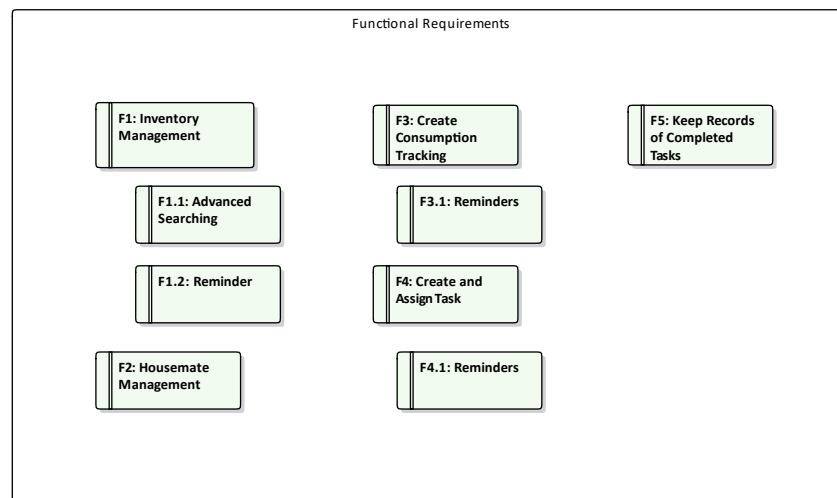 Functional Requirements
F1: Inventory
Management
F1.1: Advanced
Searching
F1.2: Reminder
F2: Housemate
Management
F3: Create
Consumption
Tracking
F3.1: Reminders
F4: Create and
Assign Task
F4.1: Reminders
F5: Keep Records
of Completed
Tasks